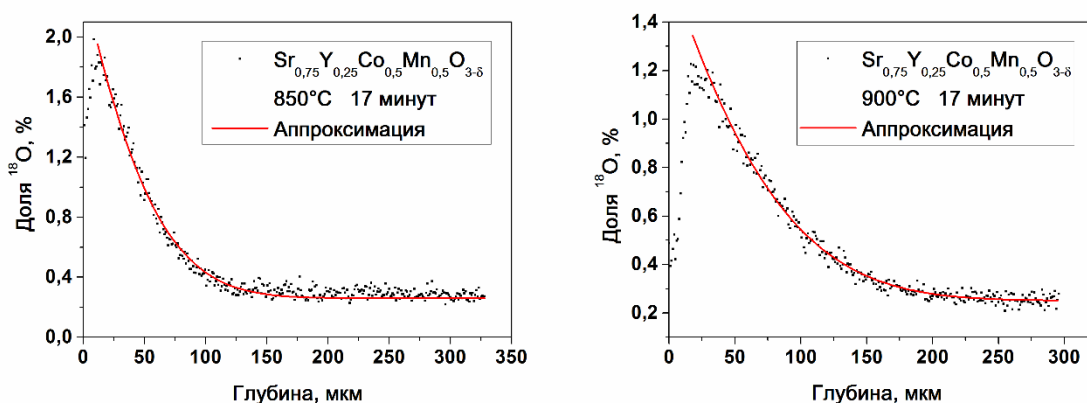 2,0
1,6
1,2
0,8
0,4
0,0
Доля ¹⁸O, %
Sr₀,₇₅Y₀,₂₅Co₀,₅Mn₀,₅O₃₋δ
850°C 17 минут
Аппроксимация
0 50 100 150 200 250 300 350
Глубина, мкм
1,4
1,2
1,0
0,8
0,6
0,4
0,2
Доля ¹⁸O, %
Sr₀,₇₅Y₀,₂₅Co₀,₅Mn₀,₅O₃₋δ
900°C 17 минут
Аппроксимация
0 50 100 150 200 250 300
Глубина, мкм